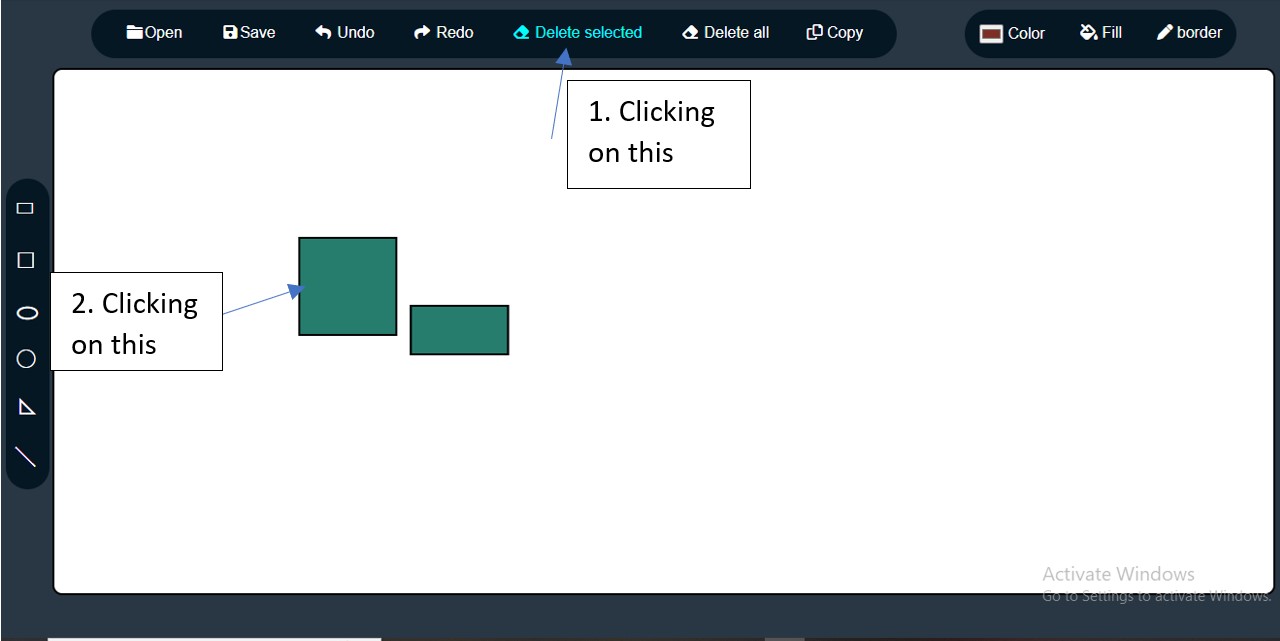 Open Save Undo Redo Delete selected Delete all Copy Color Fill border
1. Clicking
on this
2. Clicking
on this
Activate Windows
Go to Settings to activate Windows.